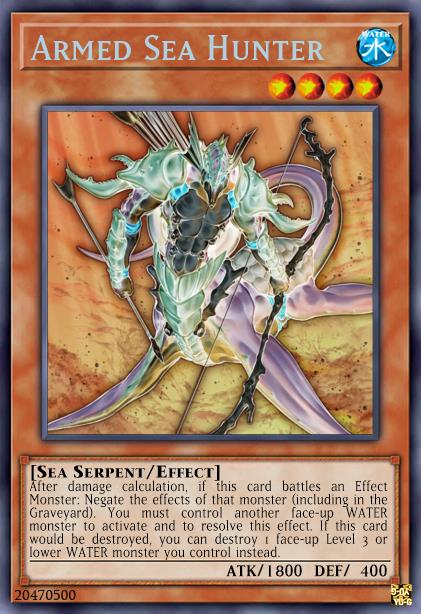 ARMED SEA HUNTER
WATER
水
[SEA SERPENT/EFFECT]
After damage calculation, if this card battles an Effect
Monster: Negate the effects of that monster (including in the
Graveyard). You must control another face-up WATER
monster to activate and to resolve this effect. If this card
would be destroyed, you can destroy 1 face-up Level 3 or
lower WATER monster you control instead.
ATK/1800 DEF/ 400
20470500